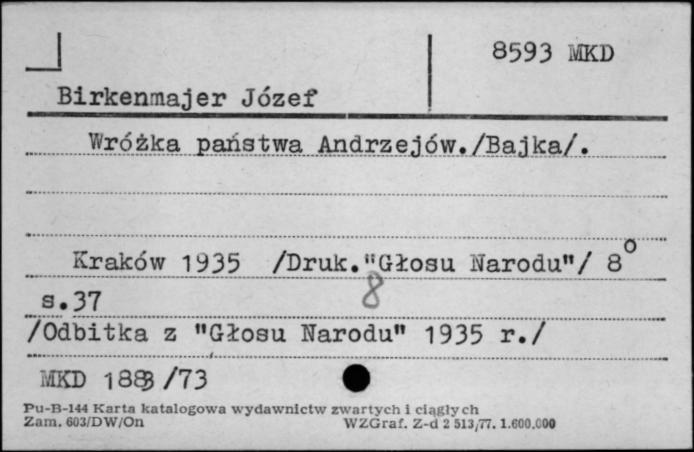 8593 MKD
Birkenmajer Józef
Wróżka państwa Andrzejów./Bajka/.
Kraków 1935 /Druk."Głosu Narodu"/ 8°
s.37 8
/Odbitka z "Głosu Narodu" 1935 r./
MKD /73
Pu-B-144 Karta katalogowa wydawnictw zwartych i ciągłych
Zam. 603/DW/On WZGraf. Z-d 2 513/77. 1.600.000